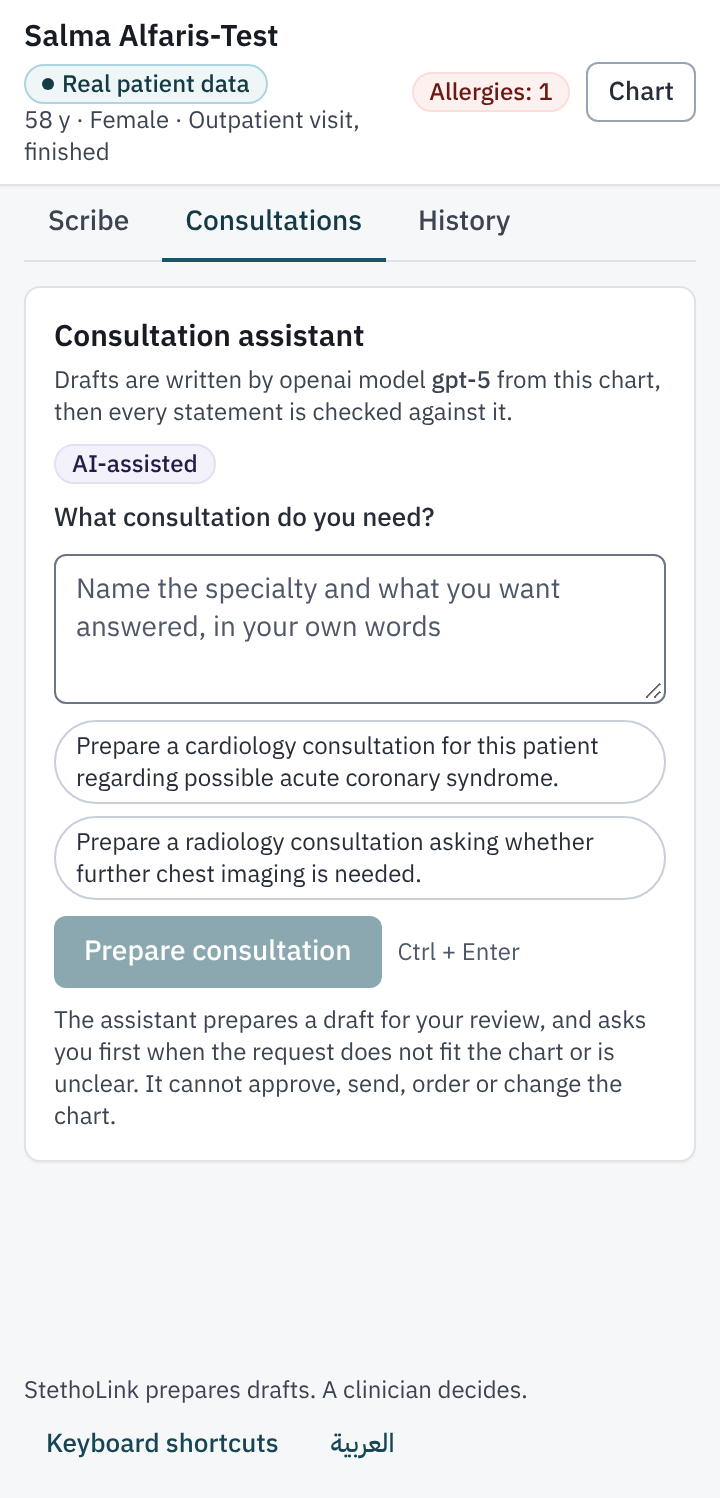 Salma Alfaris-Test
Real patient data
58 y · Female · Outpatient visit,
finished
Allergies: 1
Chart
Scribe
Consultations
History
Consultation assistant
Drafts are written by openai model gpt-5 from this chart,
then every statement is checked against it.
AI-assisted
What consultation do you need?
Name the specialty and what you want
answered, in your own words
Prepare a cardiology consultation for this patient
regarding possible acute coronary syndrome.
Prepare a radiology consultation asking whether
further chest imaging is needed.
Prepare consultation
Ctrl + Enter
The assistant prepares a draft for your review, and asks
you first when the request does not fit the chart or is
unclear. It cannot approve, send, order or change the
chart.
StethoLink prepares drafts. A clinician decides.
Keyboard shortcuts
العربية